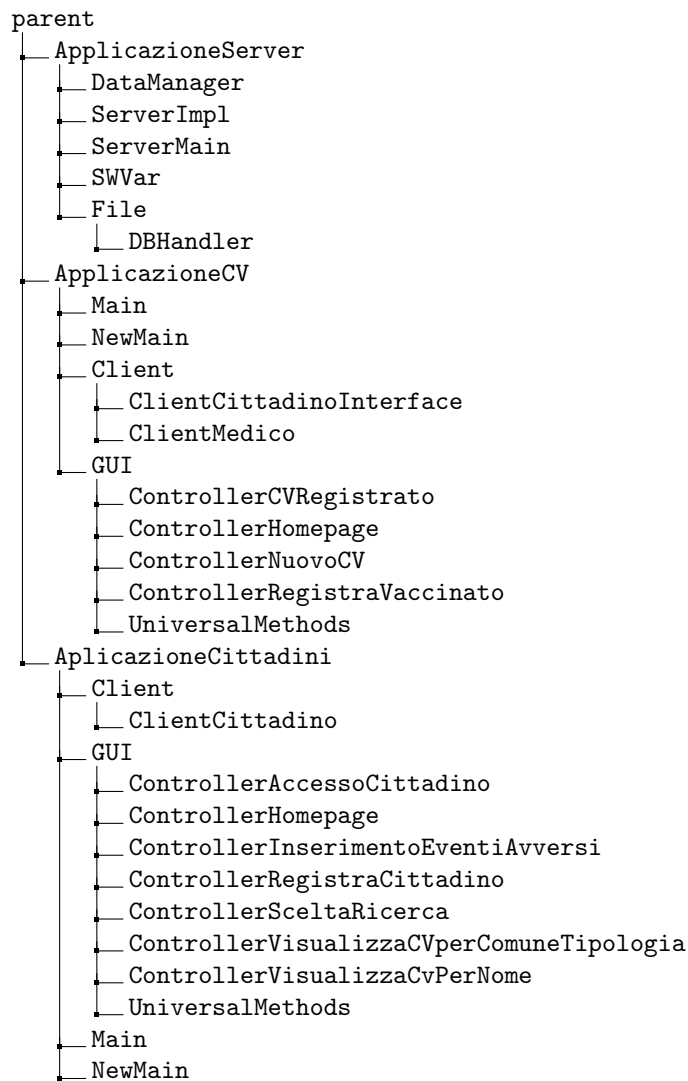 parent
ApplicazioneServer
DataManager
ServerImpl
ServerMain
SWVar
File
DBHandler
ApplicazioneCV
Main
NewMain
Client
ClientCittadinoInterface
ClientMedico
GUI
ControllerCVRegistrato
ControllerHomepage
ControllerNuovoCV
ControllerRegistraVaccinato
UniversalMethods
AplicazioneCittadini
Client
ClientCittadino
GUI
ControllerAccessoCittadino
ControllerHomepage
ControllerInserimentoEventiAvversi
ControllerRegistraCittadino
ControllerSceltaRicerca
ControllerVisualizzaCVperComuneTipologia
ControllerVisualizzaCvPerNome
UniversalMethods
Main
NewMain